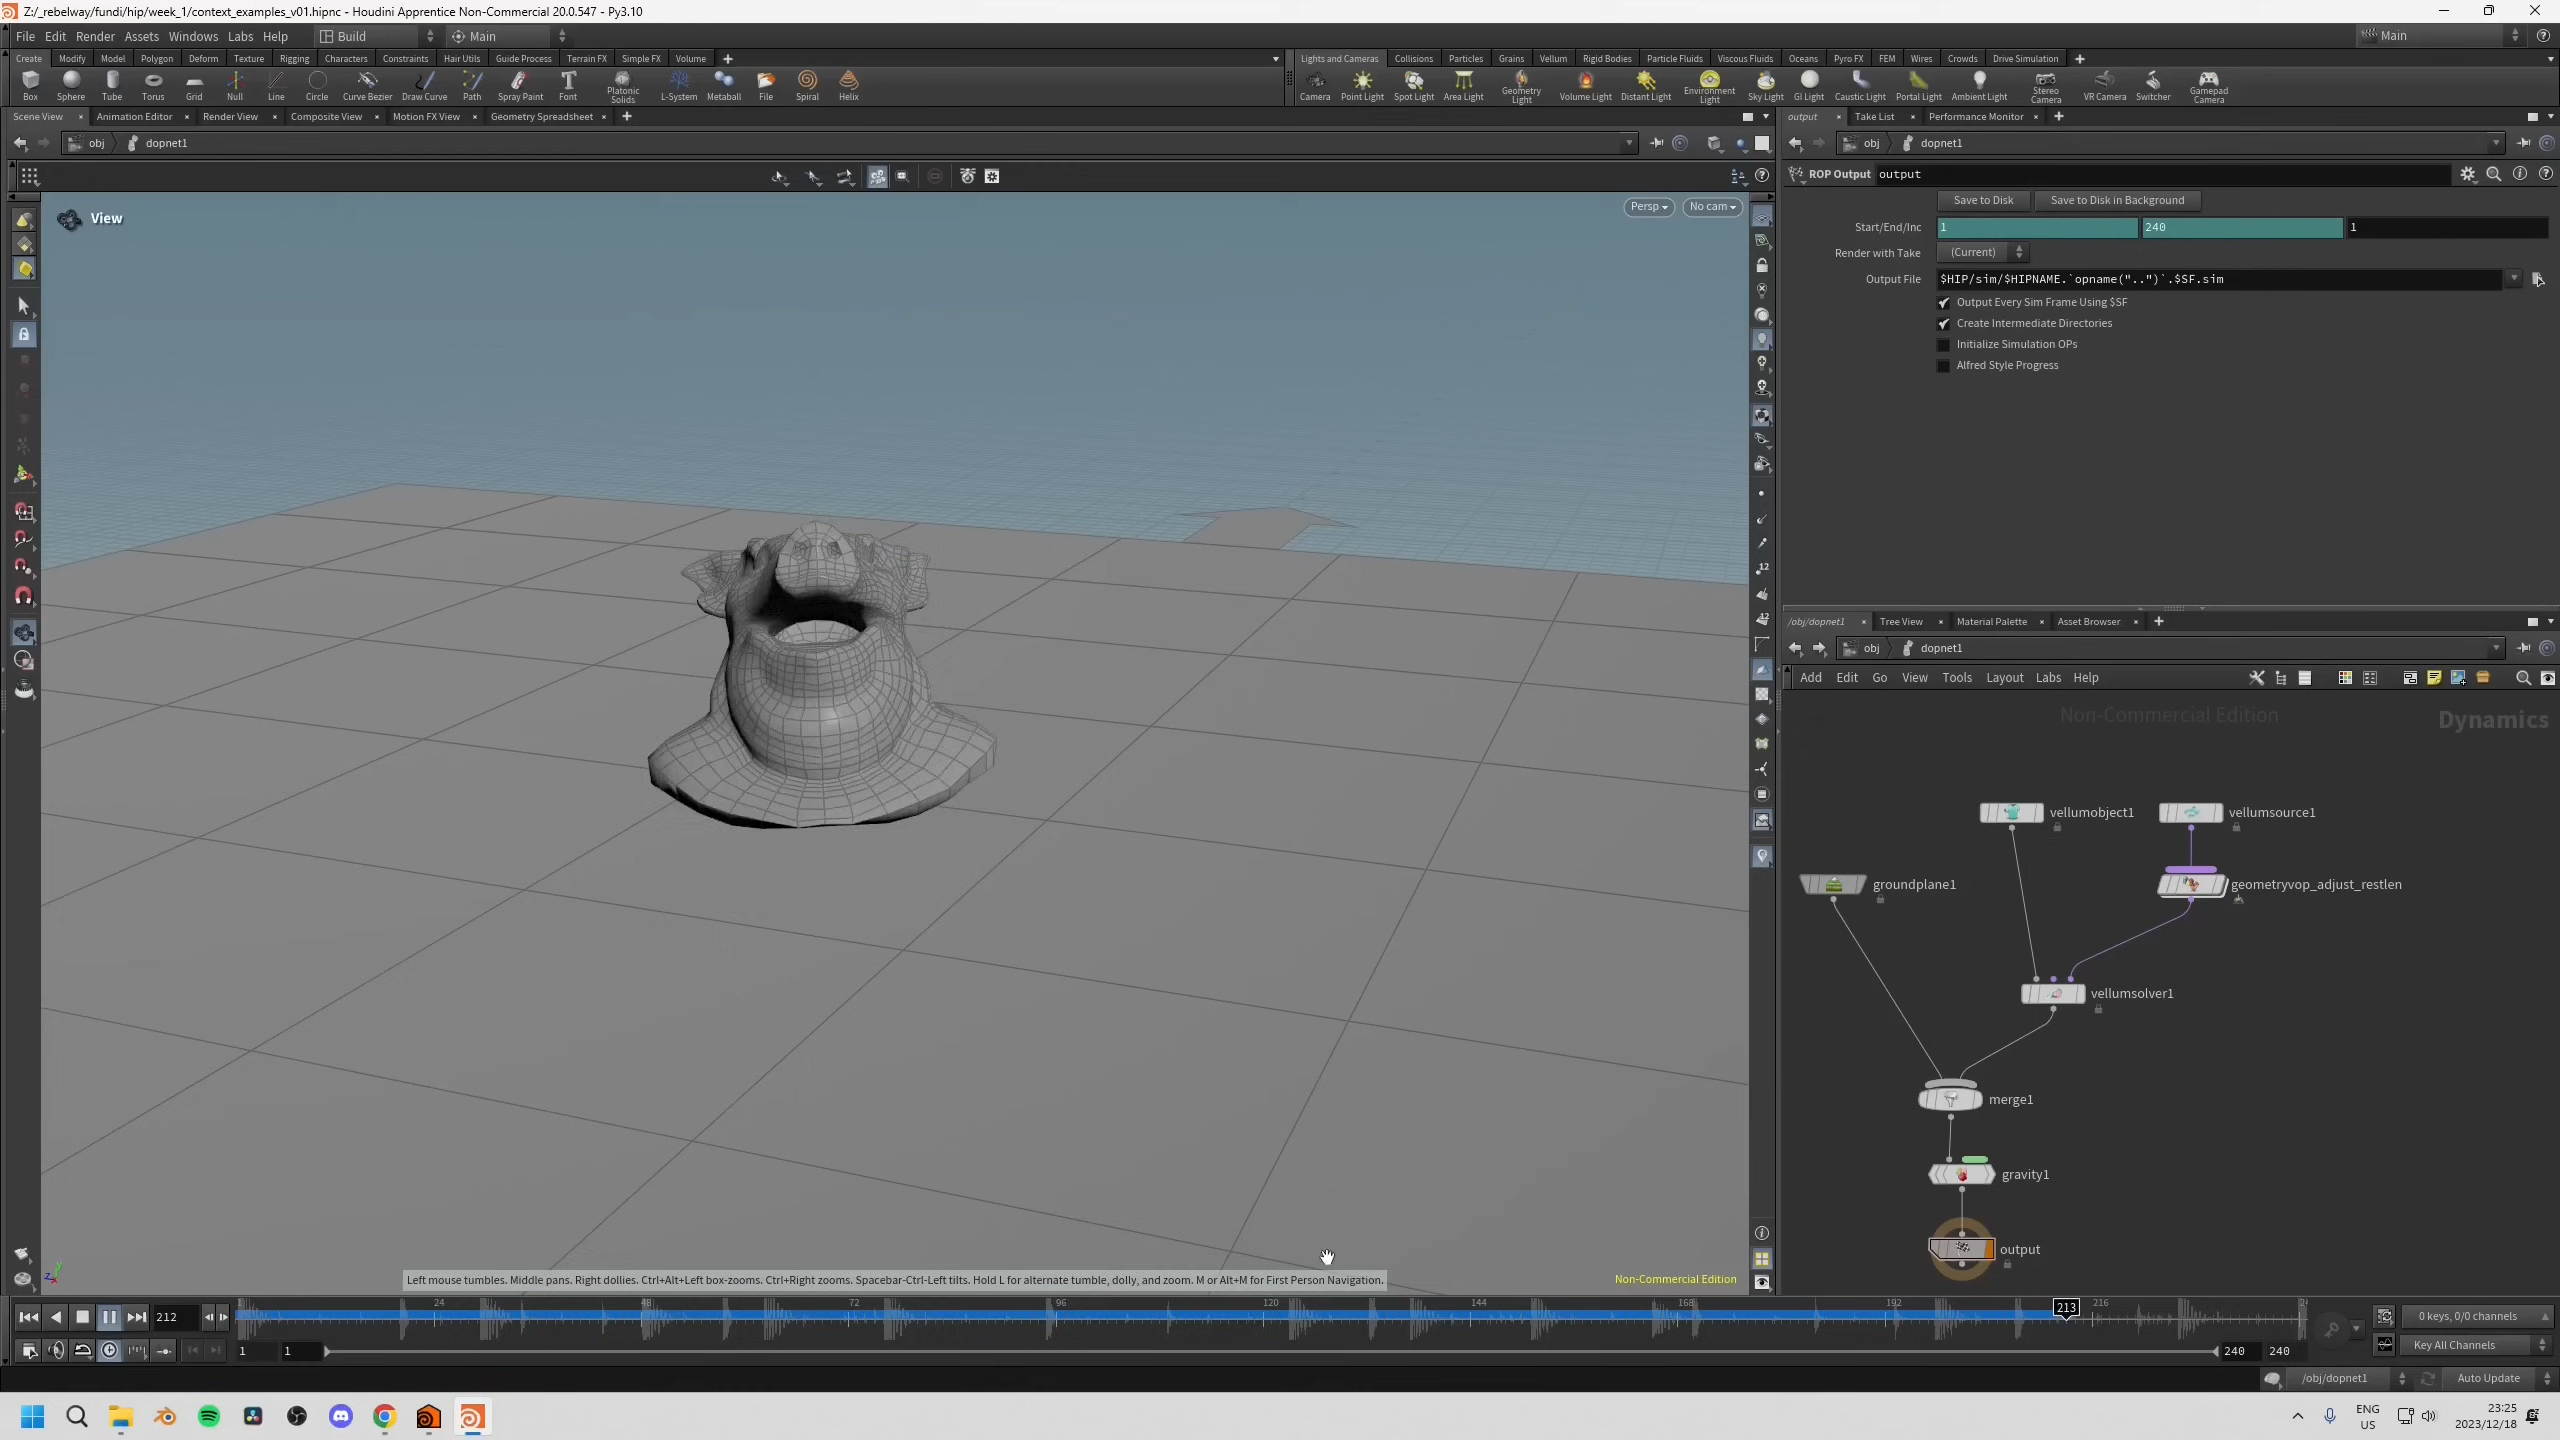 Z:/_rebelway/fundi/hip/week_1/context_examples_v01.hipnc - Houdini Apprentice Non-Commercial 20.0.547 - Py3.10
File Edit Render Assets Windows Labs Help Build Main Main
Create Modify Model Polygon Deform Texture Rigging Characters Constraints Hair Utils Guide Process Terrain FX Simple FX Volume
Lights and Cameras Collisions Particles Grains Vellum Rigid Bodies Particle Fluids Viscous Fluids Oceans Pyro FX FEM Wires Crowds Drive Simulation
Box Sphere Tube Torus Grid Null Line Circle Curve Bezier Draw Curve Path Spray Paint Font Platonic Solids L-System Metaball File Spiral Helix
Camera Point Light Spot Light Area Light Geometry Light Volume Light Distant Light Environment Light Sky Light GI Light Caustic Light Portal Light Ambient Light Stereo Camera VR Camera Switcher Gamepad Camera
Scene View Animation Editor Render View Composite View Motion FX View Geometry Spreadsheet
output Take List Performance Monitor
obj dopnet1
obj dopnet1
ROP Output output
View
Persp No cam
Save to Disk Save to Disk in Background
Start/End/Inc 1 240 1
Render with Take (Current)
Output File $HIP/sim/$HIPNAME.`opname("..")`.$SF.sim
Output Every Sim Frame Using $SF
Create Intermediate Directories
Initialize Simulation OPs
Alfred Style Progress
/obj/dopnet1 Tree View Material Palette Asset Browser
obj dopnet1
Add Edit Go View Tools Layout Labs Help
Non-Commercial Edition Dynamics
vellumobject1 vellumsource1
groundplane1 geometryvop_adjust_restlen
vellumsolver1
merge1
gravity1
output
Left mouse tumbles. Middle pans. Right dollies. Ctrl+Alt+Left box-zooms. Ctrl+Right zooms. Spacebar-Ctrl-Left tilts. Hold L for alternate tumble, dolly, and zoom. M or Alt+M for First Person Navigation.
Non-Commercial Edition
212 24 48 72 96 120 144 168 192 213 216
0 keys, 0/0 channels
1 1 240 240
Key All Channels
/obj/dopnet1 Auto Update
ENG
US
23:25
2023/12/18